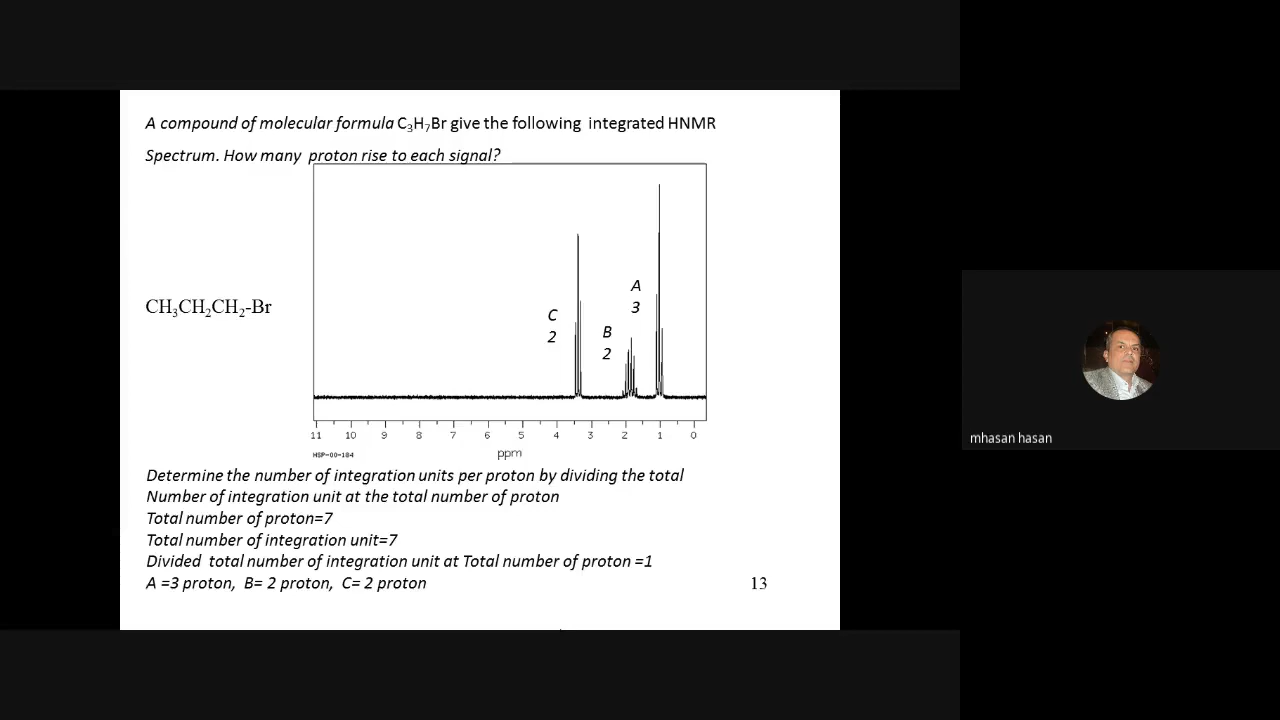 A compound of molecular formula C₃H₇Br give the following integrated HNMR
Spectrum. How many proton rise to each signal?
A
3
C
2
B
2
CH₃CH₂CH₂-Br
11 10 9 8 7 6 5 4 3 2 1 0
HSP-00-184
ppm
Determine the number of integration units per proton by dividing the total
Number of integration unit at the total number of proton
Total number of proton=7
Total number of integration unit=7
Divided total number of integration unit at Total number of proton =1
A =3 proton, B= 2 proton, C= 2 proton
13
mhasan hasan